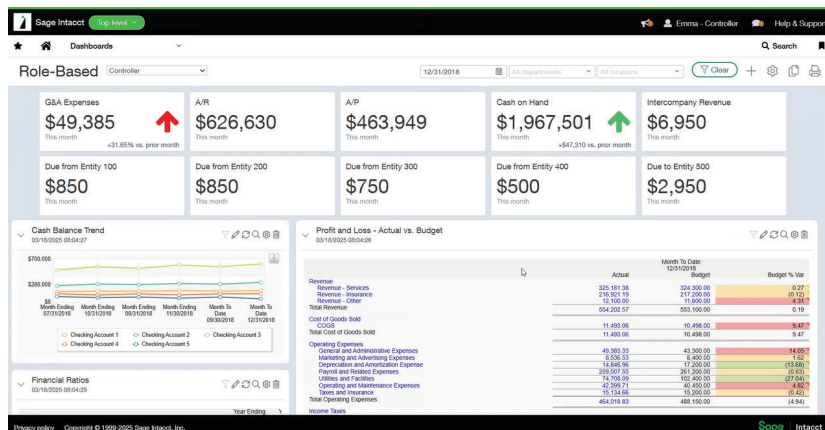 Sage Intacct Top level Emma - Controller Help & Support
Dashboards Search
Role-Based Controller 12/31/2018 All departments All locations Clear
G&A Expenses A/R A/P Cash on Hand Intercompany Revenue
$49,385 $626,630 $463,949 $1,967,501 $6,950
This month This month This month This month This month
+31.65% vs. prior month +$47,310 vs. prior month
Due from Entity 100 Due from Entity 200 Due from Entity 300 Due from Entity 400 Due to Entity 500
$850 $850 $750 $500 $2,950
This month This month This month This month This month
Cash Balance Trend
03/18/2025 08:04:27
$700,000
$200,000
$0
Month Ending Month Ending Month Ending Month Ending Month To Month To
07/31/2018 10/31/2018 08/31/2018 11/30/2018 Date Date
09/30/2018 12/31/2018
Checking Account 1 Checking Account 2 Checking Account 3
Checking Account 4 Checking Account 5
Financial Ratios
03/18/2025 08:04:25
Year Ending
Profit and Loss - Actual vs. Budget
03/18/2025 08:04:26
Month To Date
12/31/2018
Actual Budget Budget % Var
Revenue
Revenue - Services 325,181.38 324,300.00 0.27
Revenue - Insurance 216,921.19 217,200.00 (0.12)
Revenue - Other 12,100.00 11,600.00 4.31
Total Revenue 554,202.57 553,100.00 0.19
Cost of Goods Sold
COGS 11,493.06 10,498.00 9.47
Total Cost of Goods Sold 11,493.06 10,498.00 9.47
Operating Expenses
General and Administrative Expenses 49,385.33 43,300.00 14.05
Marketing and Advertising Expenses 8,536.53 8,400.00 1.62
Depreciation and Amortization Expense 14,846.96 17,200.00 (13.68)
Payroll and Related Expenses 259,007.55 261,200.00 (0.83)
Utilities and Facilities 74,708.09 102,400.00 (27.04)
Operating and Maintenance Expenses 42,399.71 40,450.00 4.82
Taxes and Insurance 15,134.66 15,200.00 (0.42)
Total Operating Expenses 464,018.83 488,150.00 (4.94)
Income Taxes
Privacy policy Copyright © 1999-2025 Sage Intacct, Inc. Sage Intacct